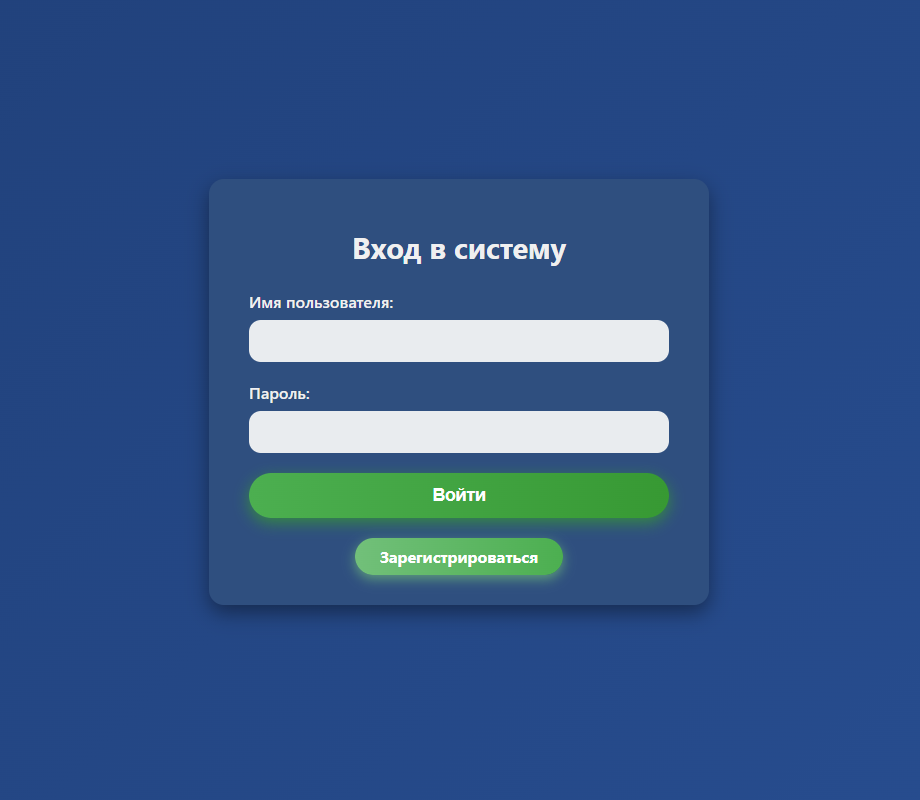 Вход в систему
Имя пользователя:
Пароль:
Войти
Зарегистрироваться